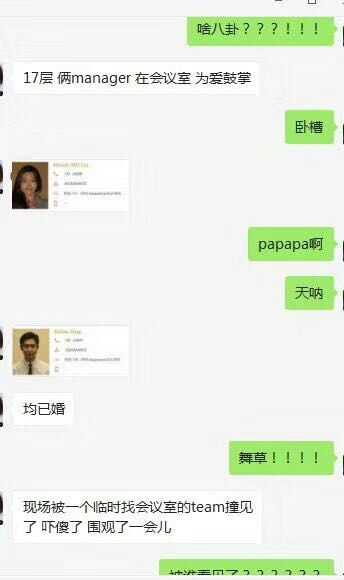 啥八卦？？？！！！
17层 俩manager 在会议室 为爱鼓掌
卧槽
papapa啊
天呐
均已婚
舞草！！！！
现场被一个临时找会议室的team撞见
了 吓傻了 围观了一会儿